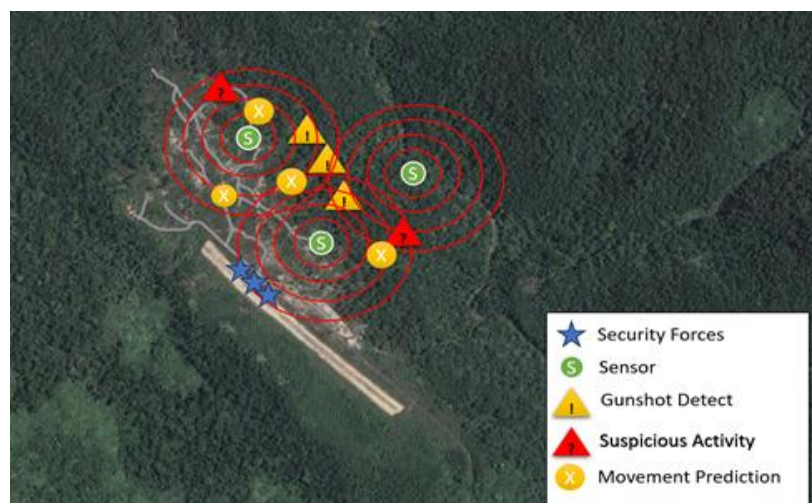 ?
X
S
!
!
S
X
X
!
?
S
X
Security Forces
S Sensor
! Gunshot Detect
? Suspicious Activity
X Movement Prediction